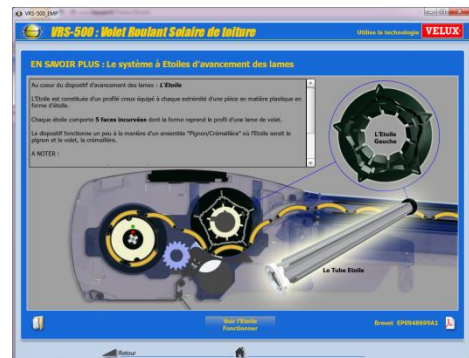 VRS-500_EMP
VRS-500 : Volet Roulant Solaire de toiture
Utilise la technologie VELUX
EN SAVOIR PLUS : Le système à Etoiles d'avancement des lames
Au coeur du dispositif d'avancement des lames : L'Etoile
L'Etoile est constituée d'un profilé creux équipé à chaque extrémité d'une pièce en matière plastique en
forme d'étoile.
Chaque étoile comporte 5 faces incurvées dont la forme reprend le profil d'une lame de volet.
Le dispositif fonctionne un peu à la manière d'un ensemble "Pignon/Crémaillère" où l'Etoile serait le
pignon et le volet, la crémaillère.
A NOTER :
L'Etoile
Gauche
Le Tube Etoile
Voir l'Etoile
Fonctionner
Brevet EP0948699A1
Retour